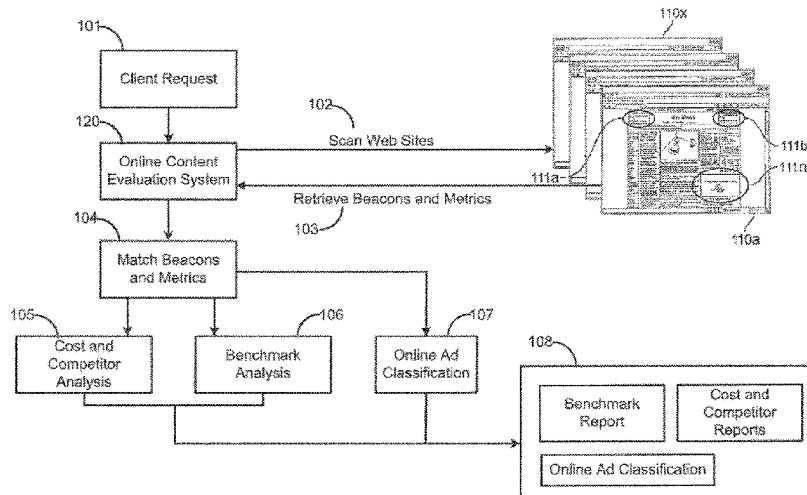 110x
101
Client Request
120
102
Online Content
Evaluation System
Scan Web Sites
111b
111a
111n
Retrieve Beacons and Metrics
103
110a
104
Match Beacons
and Metrics
105
106
107
Cost and
Competitor
Analysis
Benchmark
Analysis
Online Ad
Classification
108
Benchmark
Report
Cost and
Competitor
Reports
Online Ad Classification